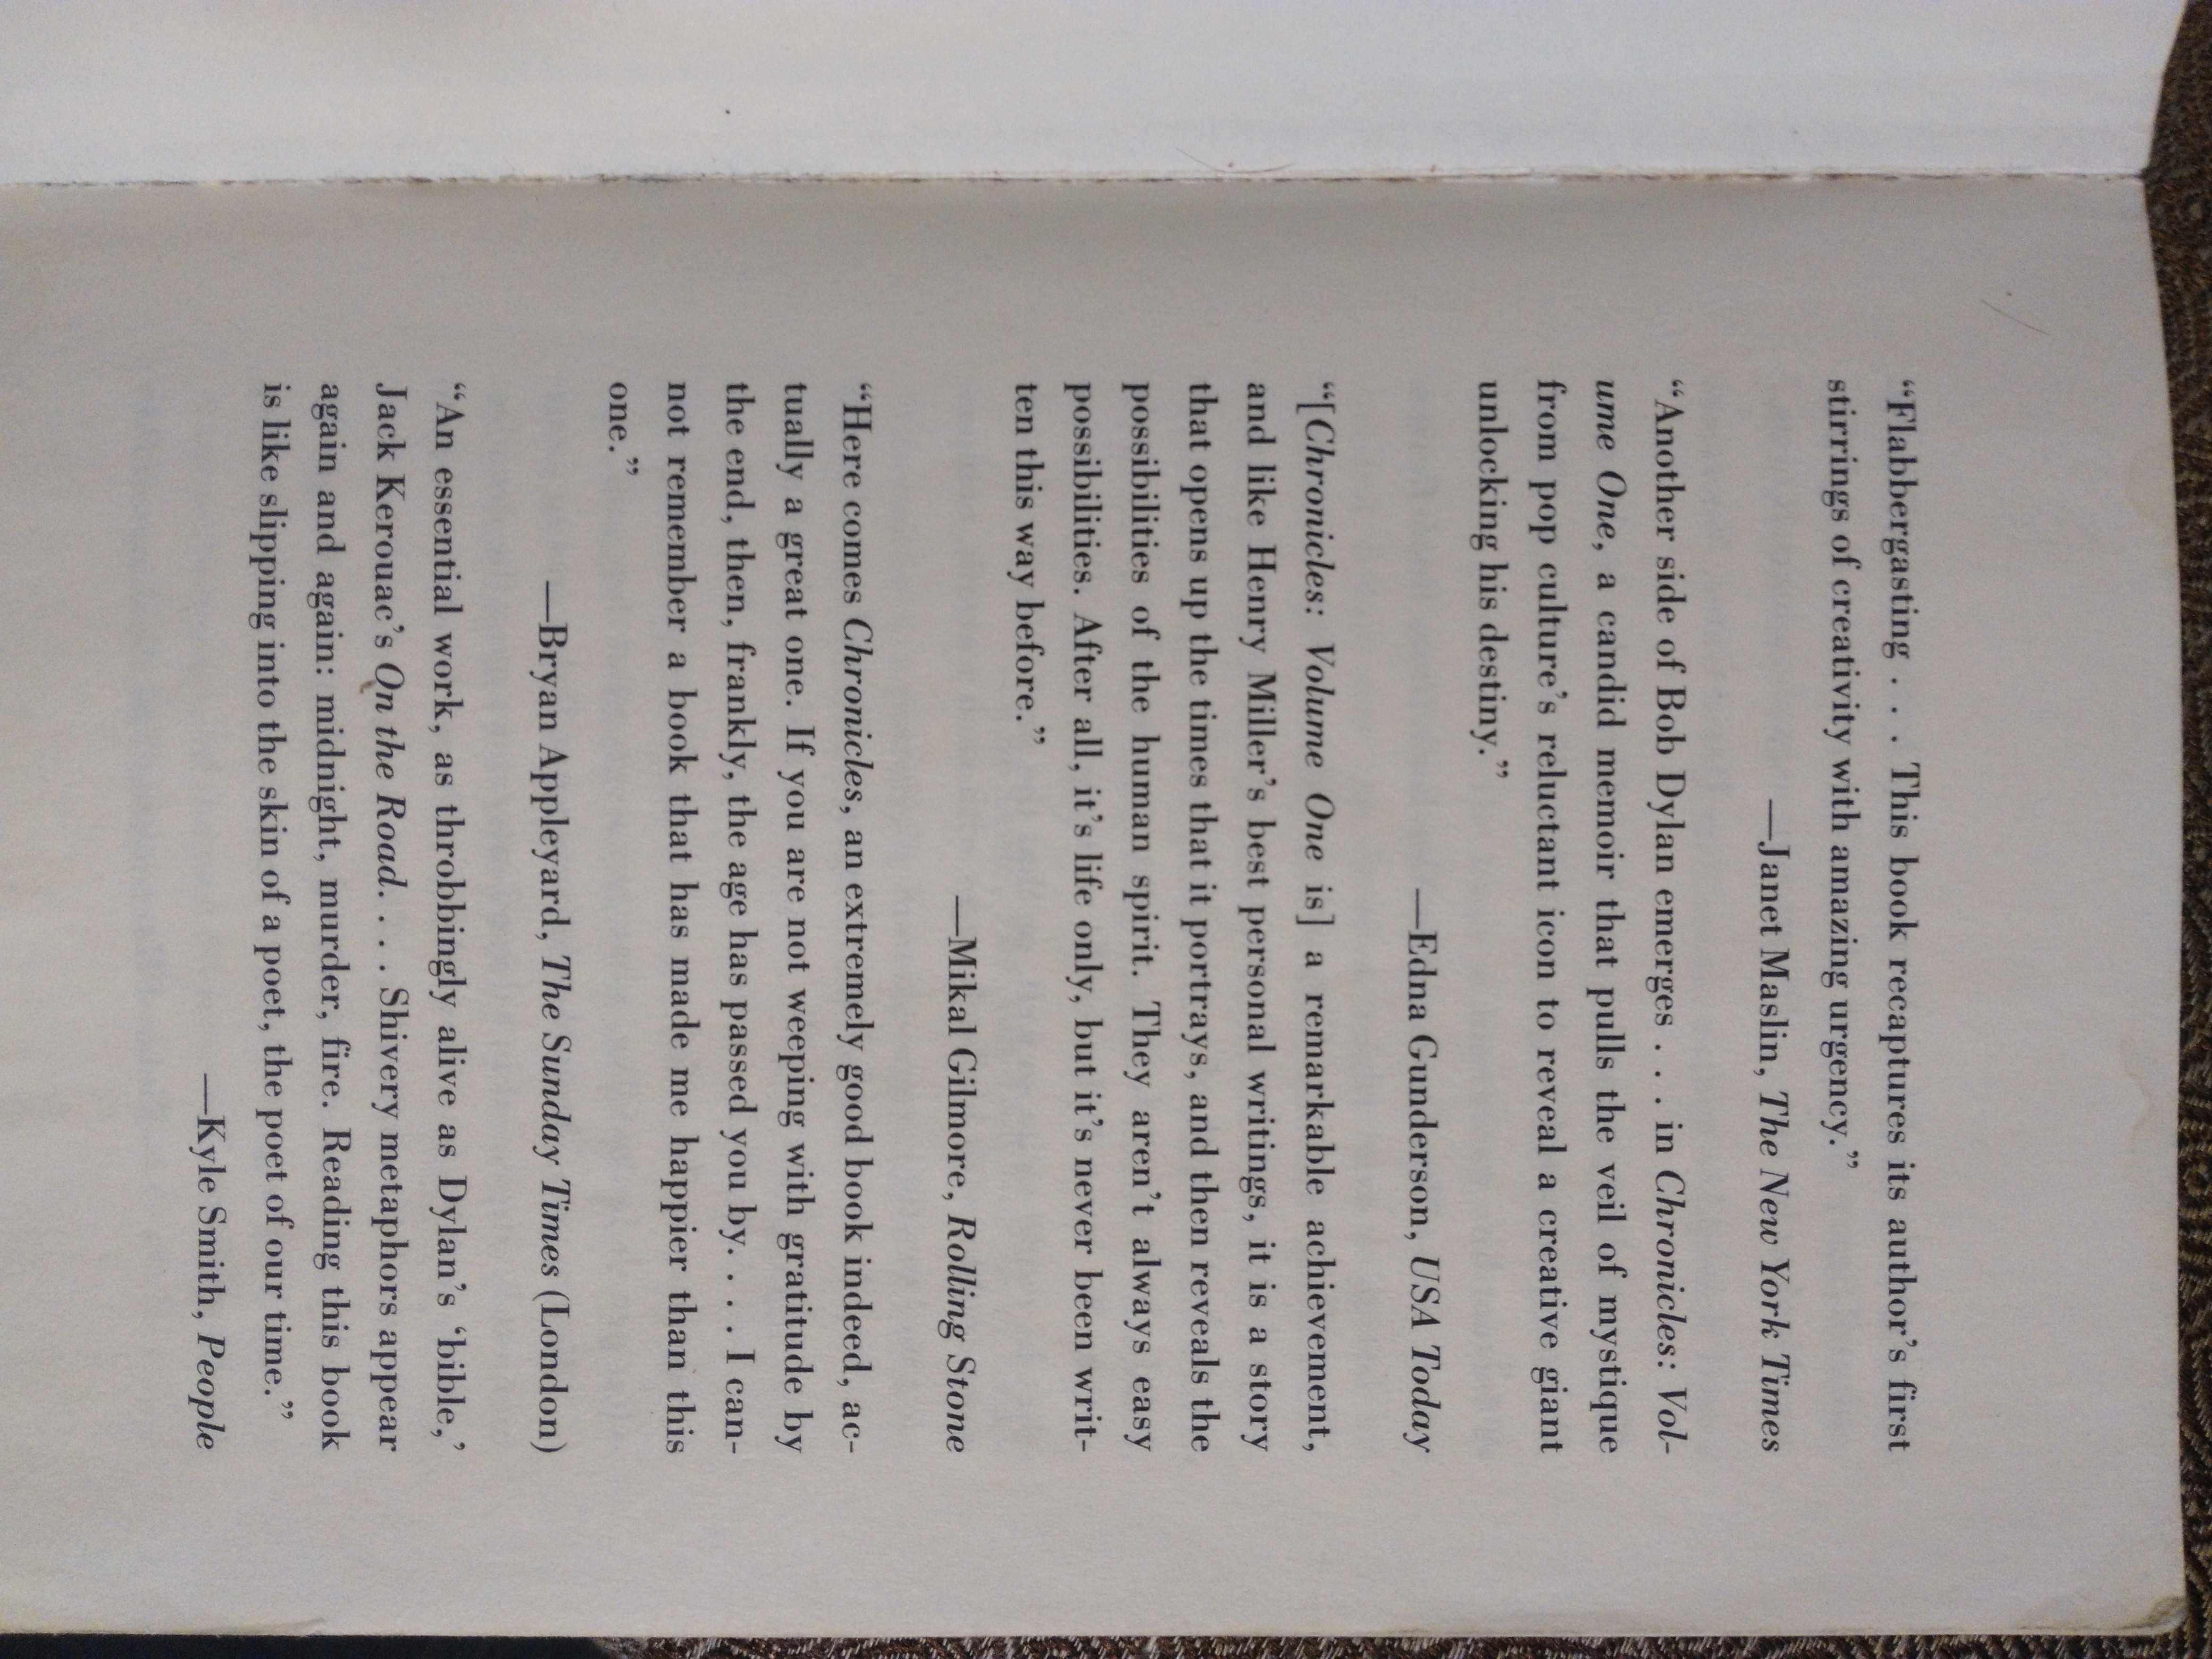 “Flabbergasting . . . This book recaptures its author’s first
stirrings of creativity with amazing urgency.”
—Janet Maslin, The New York Times
“Another side of Bob Dylan emerges . . . in Chronicles: Vol-
ume One, a candid memoir that pulls the veil of mystique
from pop culture’s reluctant icon to reveal a creative giant
unlocking his destiny.”
—Edna Gunderson, USA Today
“[Chronicles: Volume One is] a remarkable achievement,
and like Henry Miller’s best personal writings, it is a story
that opens up the times that it portrays, and then reveals the
possibilities of the human spirit. They aren’t always easy
possibilities. After all, it’s life only, but it’s never been writ-
ten this way before.”
—Mikal Gilmore, Rolling Stone
“Here comes Chronicles, an extremely good book indeed, ac-
tually a great one. If you are not weeping with gratitude by
the end, then, frankly, the age has passed you by. . . . I can-
not remember a book that has made me happier than this
one.”
—Bryan Appleyard, The Sunday Times (London)
“An essential work, as throbbingly alive as Dylan’s ‘bible,’
Jack Kerouac’s On the Road. . . . Shivery metaphors appear
again and again: midnight, murder, fire. Reading this book
is like slipping into the skin of a poet, the poet of our time.”
—Kyle Smith, People